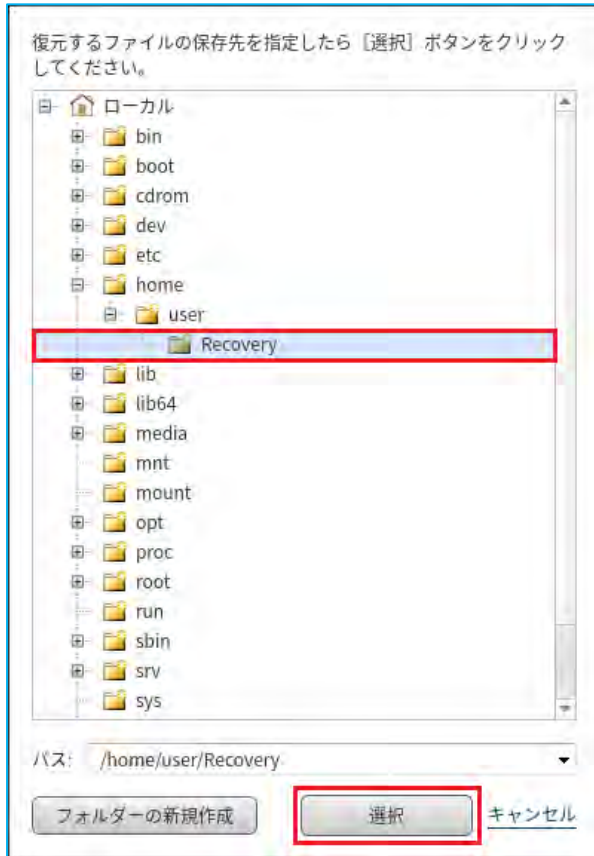 復元するファイルの保存先を指定したら［選択］ボタンをクリック
してください。
ローカル
bin
boot
cdrom
dev
etc
home
user
Recovery
lib
lib64
media
mnt
mount
opt
proc
root
run
sbin
srv
sys
パス: /home/user/Recovery
フォルダーの新規作成 選択 キャンセル